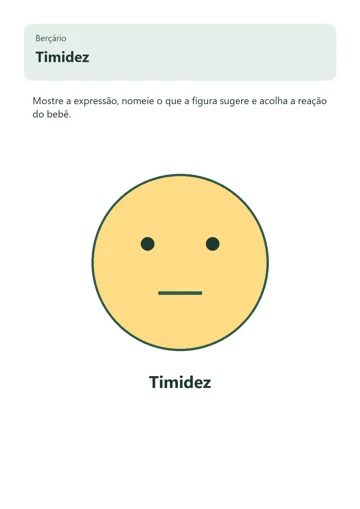 Berçário
Timidez
Mostre a expressão, nomeie o que a figura sugere e acolha a reação
do bebê.
Timidez